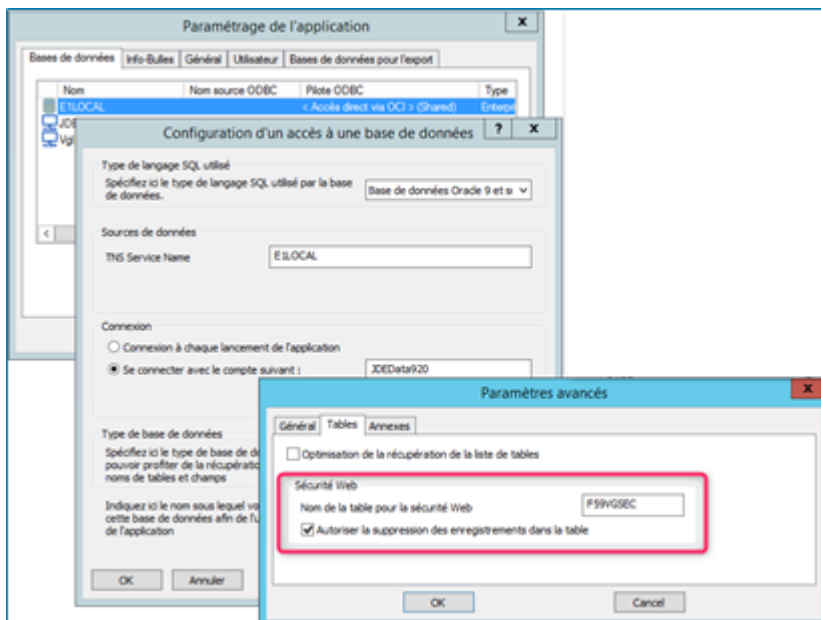 Paramétrage de l'application
x
Bases de données Info-Bulles Général Utilisateur Bases de données pour l'export
Nom Nom source ODBC Pilote ODBC Type
E1LOCAL < Accès direct via OCI > (Shared) Enterpr
JDE
Vgl
Configuration d'un accès à une base de données
? x
Type de langage SQL utilisé
Spécifiez ici le type de langage SQL utilisé par la base
de données.
Base de données Oracle 9 et s
Sources de données
TNS Service Name
E1LOCAL
Connexion
Connexion à chaque lancement de l'application
Se connecter avec le compte suivant :
JDEData920
Type de base de données
Spécifiez ici le type de base de do
pouvoir profiter de la récupératio
noms de tables et champs
Indiquez ici le nom sous lequel vo
cette base de données afin de l'u
de l'application
OK Annuler
Paramètres avancés
x
Général Tables Annexes
Optimisation de la récupération de la liste de tables
Sécurité Web
Nom de la table pour la sécurité Web
F59VGSEC
Autoriser la suppression des enregistrements dans la table
OK Cancel